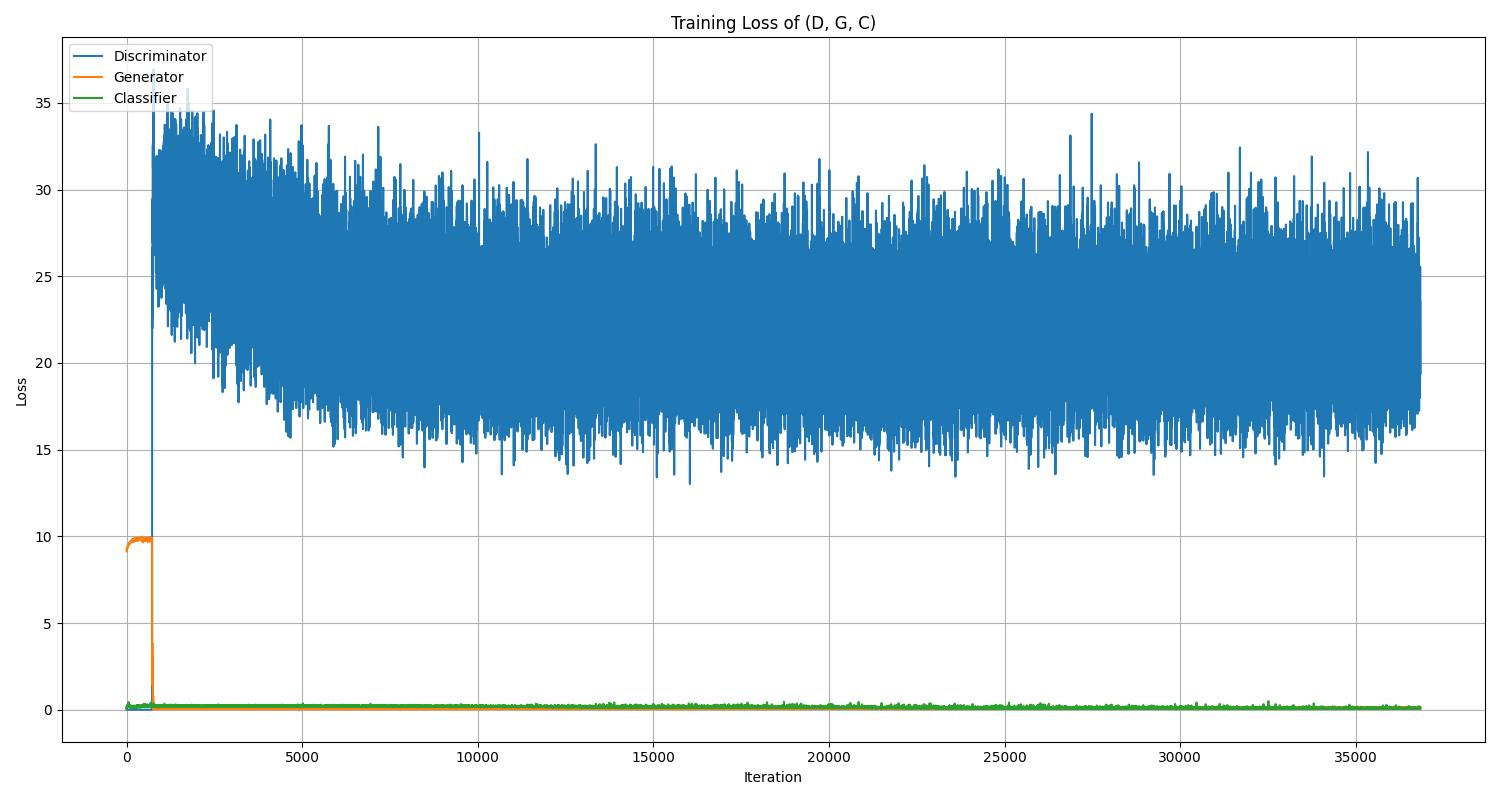 Training Loss of (D, G, C)
Discriminator
Generator
Classifier
35
30
25
20
15
10
5
0
Loss
0 5000 10000 15000 20000 25000 30000 35000
Iteration